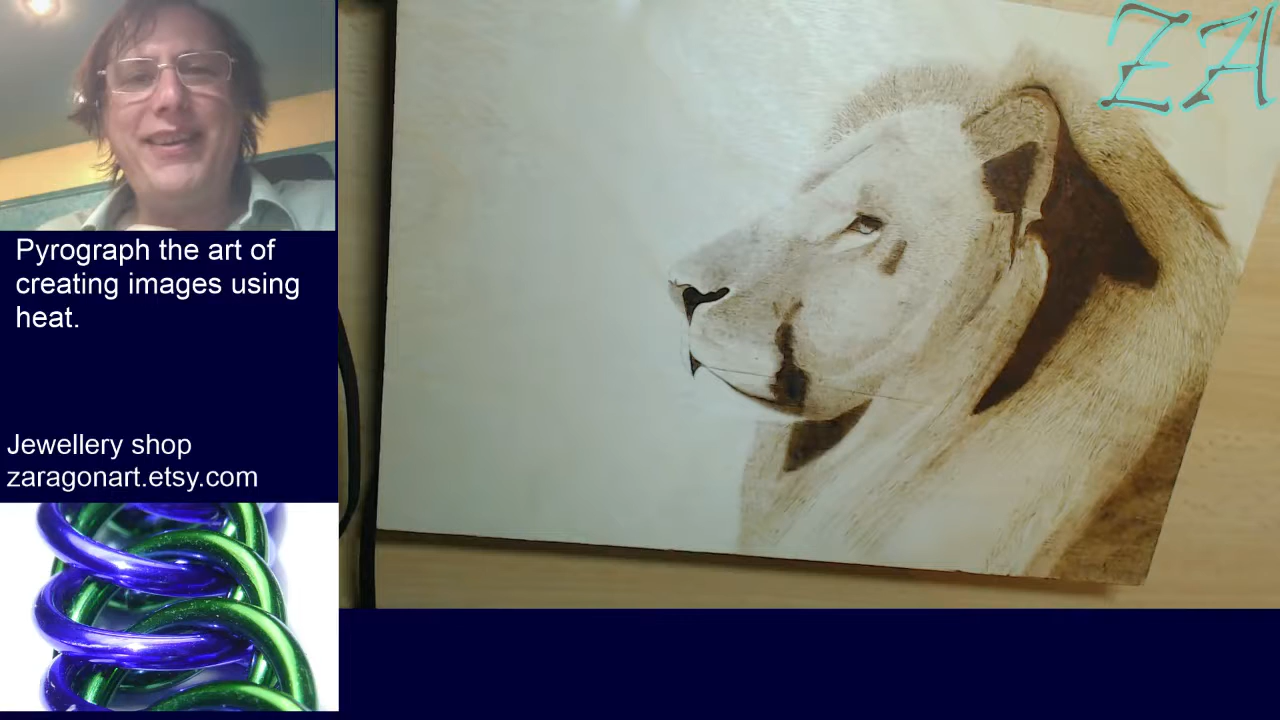 ZA
Pyrograph the art of
creating images using
heat.
Jewellery shop
zaragonart.etsy.com